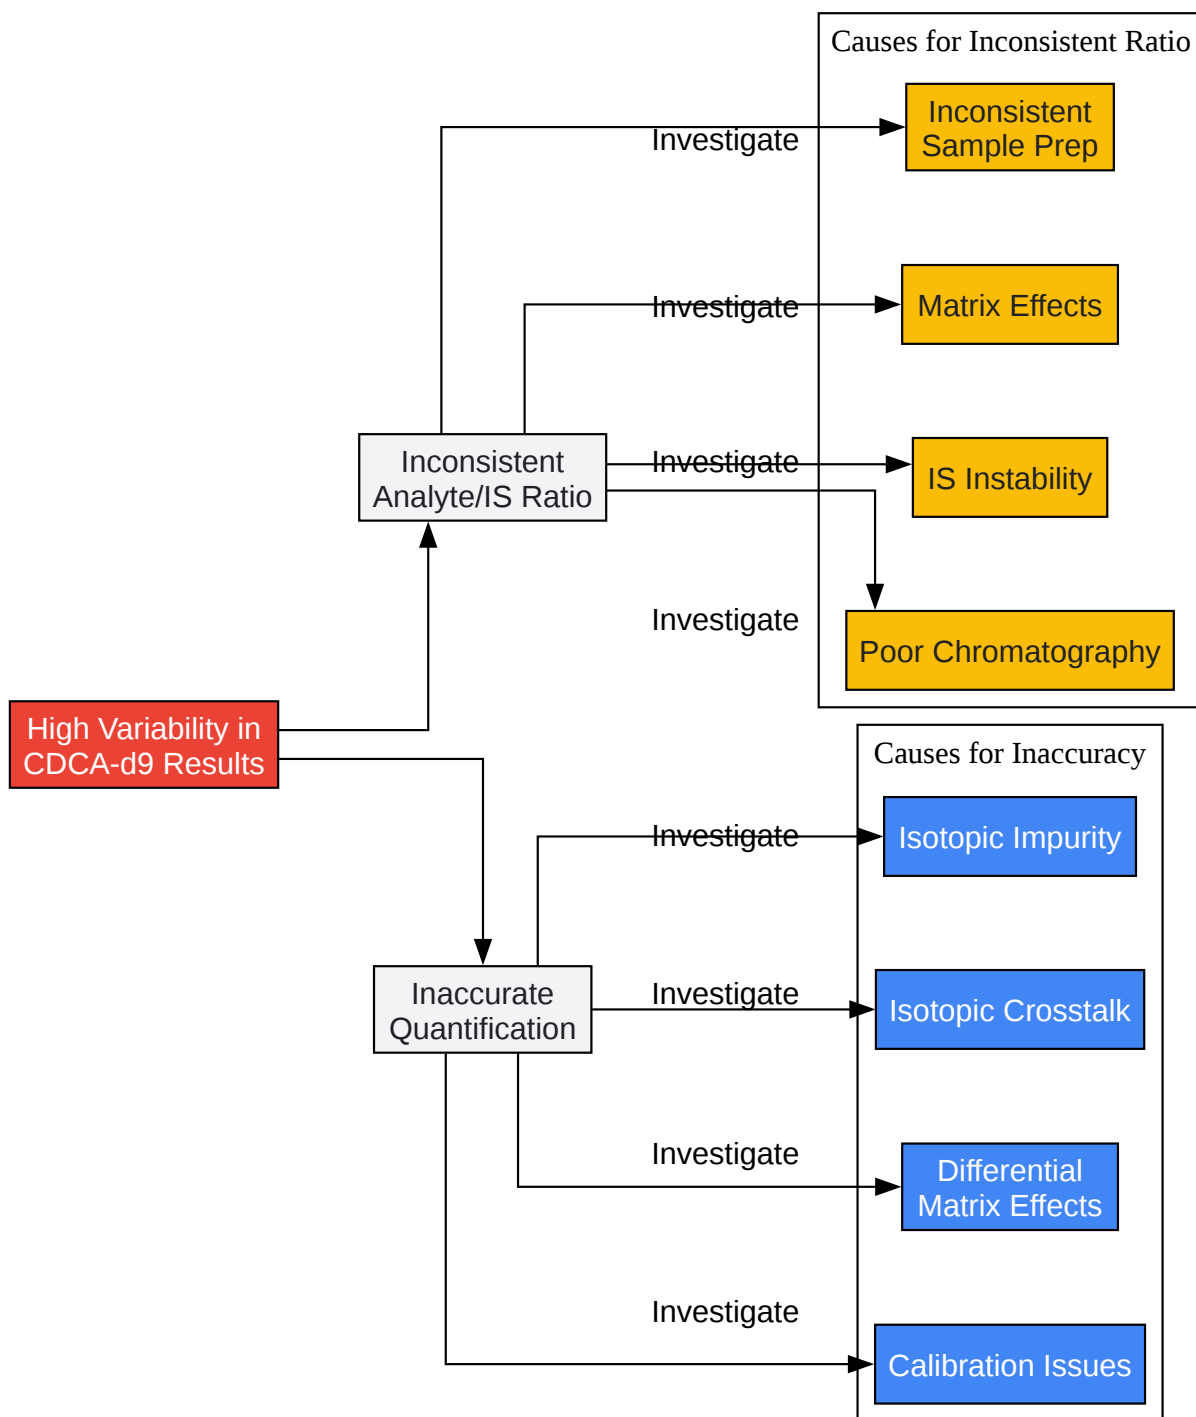 Causes for Inconsistent Ratio
Inconsistent
Sample Prep
Investigate
Matrix Effects
Investigate
Inconsistent
Analyte/IS Ratio
Investigate
IS Instability
Investigate
Poor Chromatography
High Variability in
CDCA-d9 Results
Causes for Inaccuracy
Investigate
Isotopic Impurity
Inaccurate
Quantification
Investigate
Isotopic Crosstalk
Investigate
Differential
Matrix Effects
Investigate
Calibration Issues